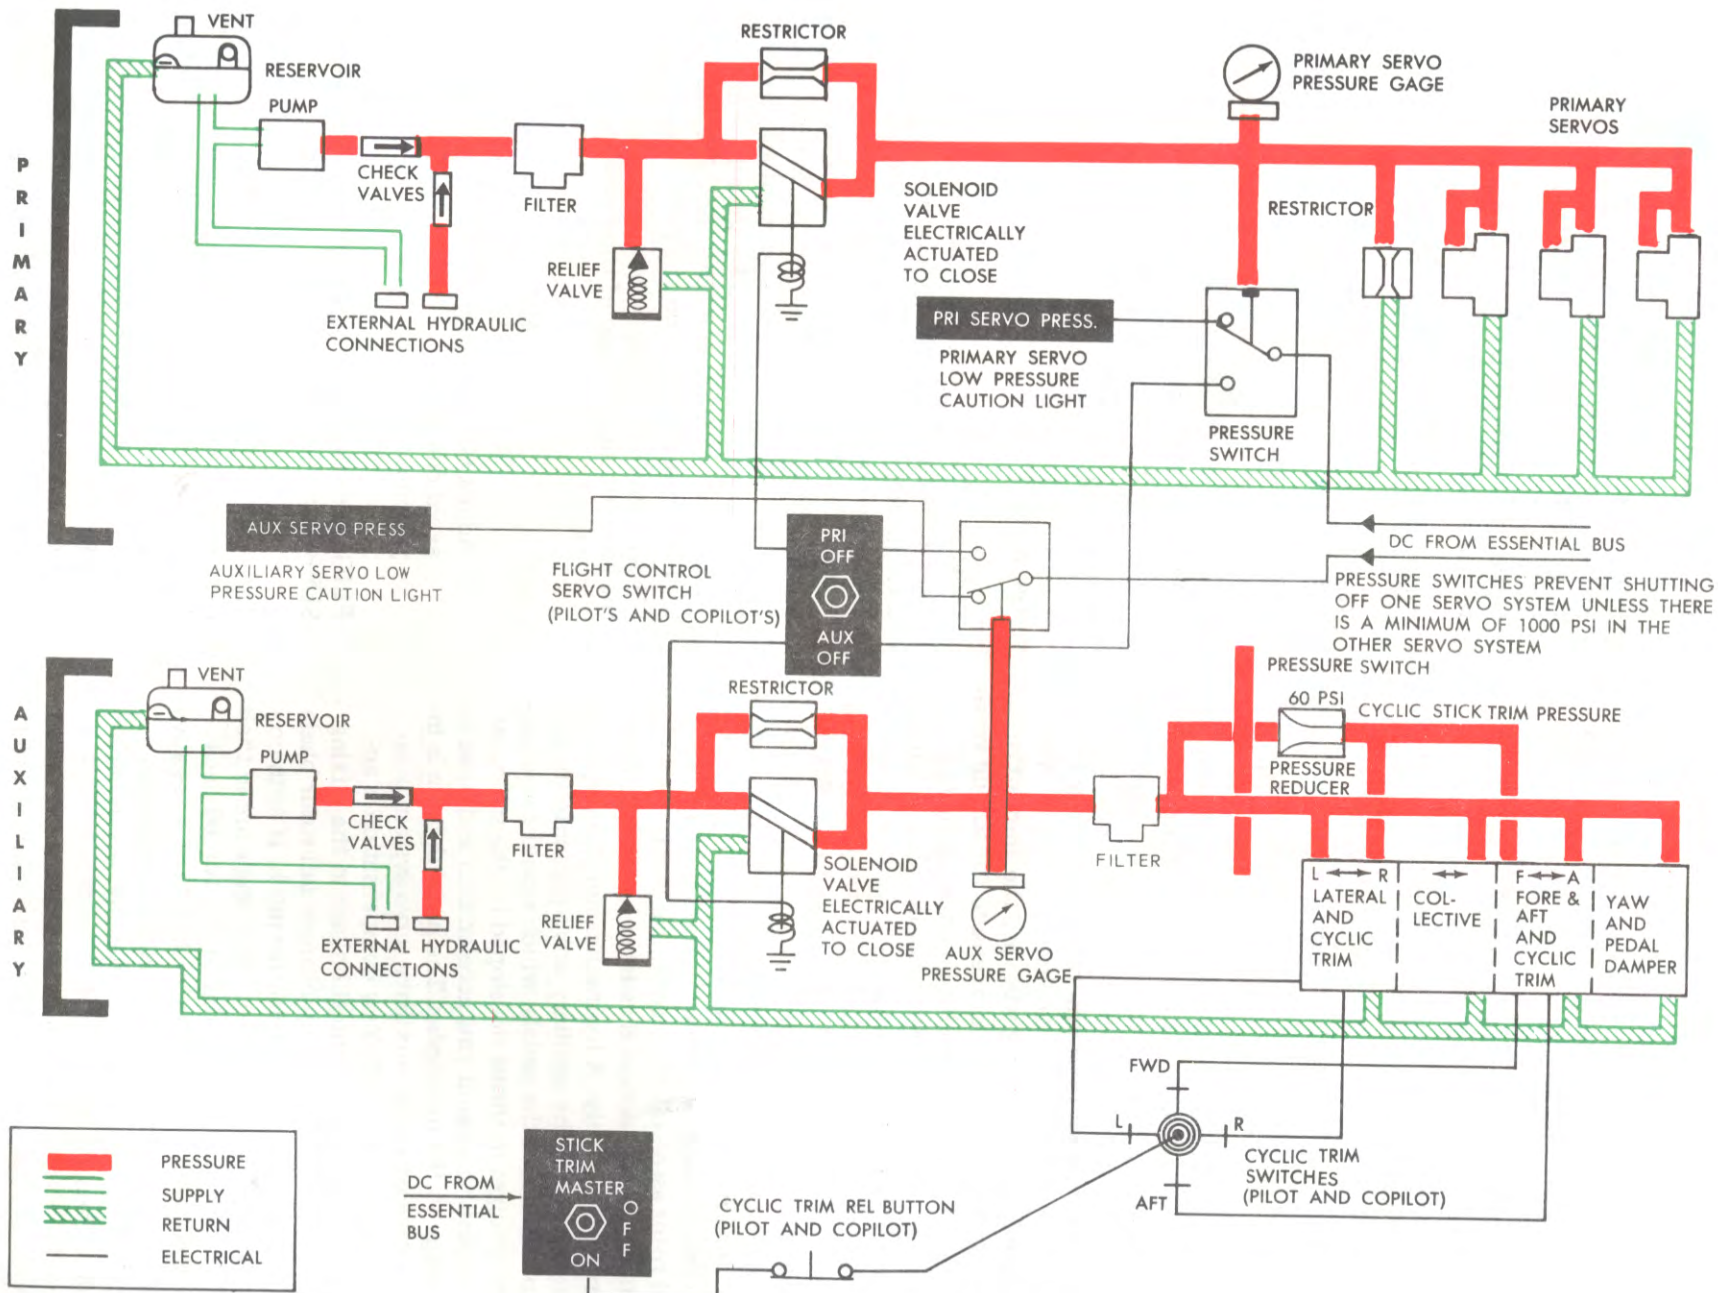 PRIMARY
VENT
RESERVOIR
PUMP
CHECK
VALVES
FILTER
EXTERNAL HYDRAULIC
CONNECTIONS
RELIEF
VALVE
RESTRICTOR
SOLENOID
VALVE
ELECTRICALLY
ACTUATED
TO CLOSE
PRIMARY SERVO
PRESSURE GAGE
PRIMARY
SERVOS
RESTRICTOR
PRI SERVO PRESS.
PRIMARY SERVO
LOW PRESSURE
CAUTION LIGHT
PRESSURE
SWITCH
AUX SERVO PRESS
AUXILIARY SERVO LOW
PRESSURE CAUTION LIGHT
FLIGHT CONTROL
SERVO SWITCH
(PILOT'S AND COPILOT'S)
PRI
OFF
AUX
OFF
DC FROM ESSENTIAL BUS
PRESSURE SWITCHES PREVENT SHUTTING
OFF ONE SERVO SYSTEM UNLESS THERE
IS A MINIMUM OF 1000 PSI IN THE
OTHER SERVO SYSTEM
PRESSURE SWITCH
AUXILIARY
VENT
RESERVOIR
PUMP
CHECK
VALVES
FILTER
EXTERNAL HYDRAULIC
CONNECTIONS
RELIEF
VALVE
RESTRICTOR
SOLENOID
VALVE
ELECTRICALLY
ACTUATED
TO CLOSE
AUX SERVO
PRESSURE GAGE
FILTER
60 PSI
CYCLIC STICK TRIM PRESSURE
PRESSURE
REDUCER
L R
LATERAL
AND
CYCLIC
TRIM
COL-
LECTIVE
F A
FORE &
AFT
AND
CYCLIC
TRIM
YAW
AND
PEDAL
DAMPER
FWD
L
R
AFT
CYCLIC TRIM
SWITCHES
(PILOT AND COPILOT)
PRESSURE
SUPPLY
RETURN
ELECTRICAL
DC FROM
ESSENTIAL
BUS
STICK
TRIM
MASTER
OFF
ON
CYCLIC TRIM REL BUTTON
(PILOT AND COPILOT)